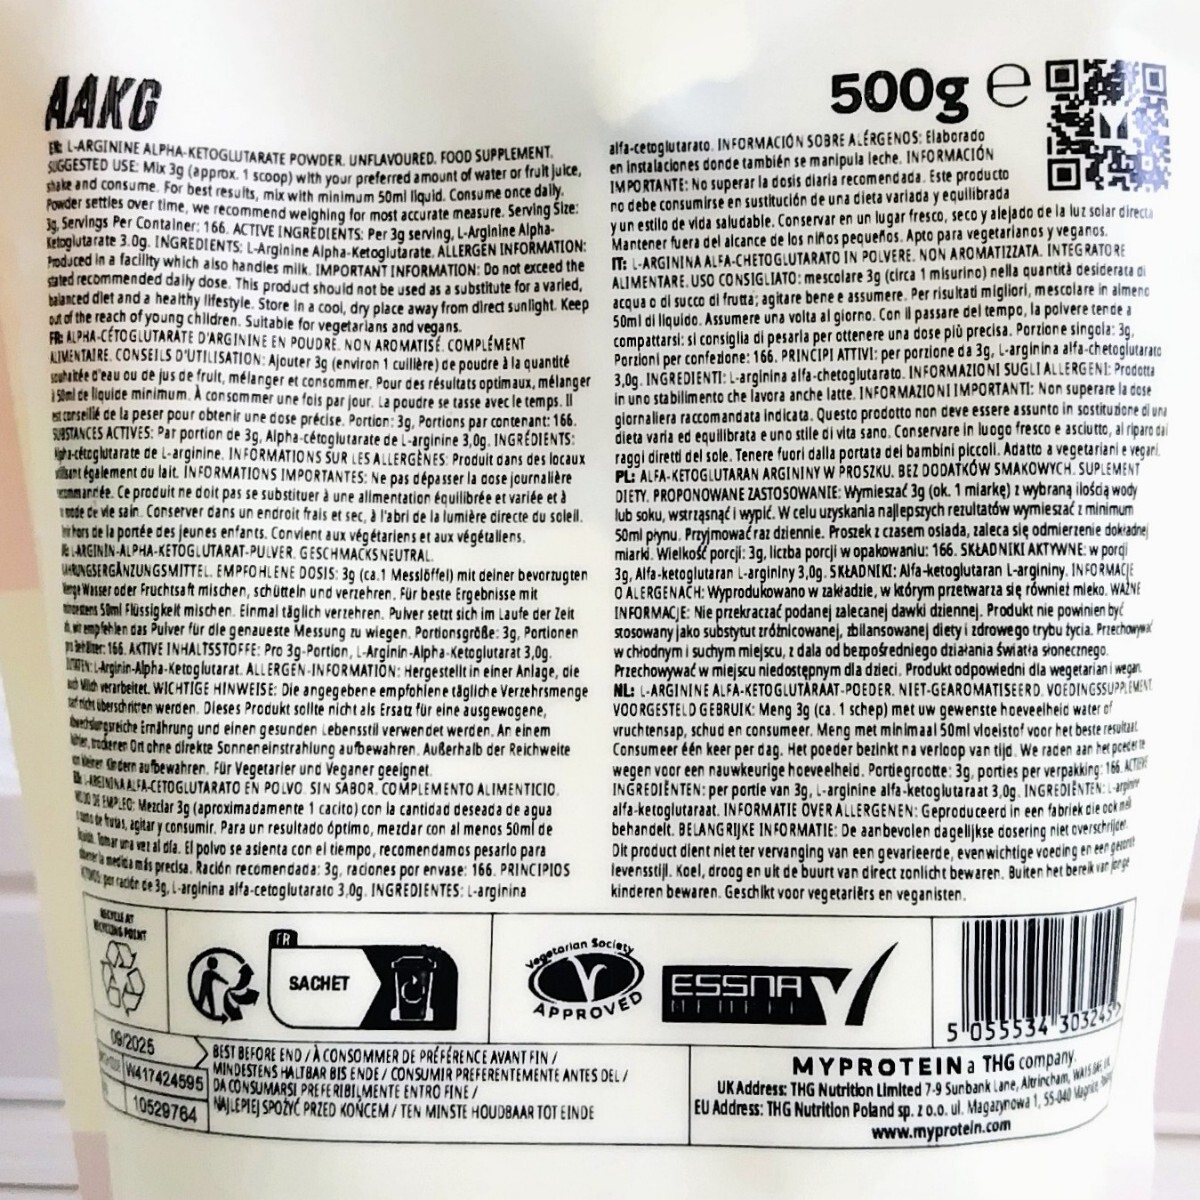 AAKG
500g e
EN: L-ARGININE ALPHA-KETOGLUTARATE POWDER. UNFLAVOURED. FOOD SUPPLEMENT.
SUGGESTED USE: Mix 3g (approx. 1 scoop) with your preferred amount of water or fruit juice,
shake and consume. For best results, mix with minimum 50ml liquid. Consume once daily.
Powder settles over time, we recommend weighing for most accurate measure. Serving Size:
3g, Servings Per Container: 166. ACTIVE INGREDIENTS: Per 3g serving, L-Arginine Alpha-
Ketoglutarate 3.0g. INGREDIENTS: L-Arginine Alpha-Ketoglutarate. ALLERGEN INFORMATION:
Produced in a facility which also handles milk. IMPORTANT INFORMATION: Do not exceed the
stated recommended daily dose. This product should not be used as a substitute for a varied,
balanced diet and a healthy lifestyle. Store in a cool, dry place away from direct sunlight. Keep
out of the reach of young children. Suitable for vegetarians and vegans.
FR: ALPHA-CÉTOGLUTARATE D'ARGININE EN POUDRE. NON AROMATISÉ. COMPLÉMENT
ALIMENTAIRE. CONSEILS D'UTILISATION: Ajouter 3g (environ 1 cuillère) de poudre à la quantité
souhaitée d'eau ou de jus de fruit, mélanger et consommer. Pour des résultats optimaux, mélanger
à 50ml de liquide minimum. À consommer une fois par jour. La poudre se tasse avec le temps. Il
est conseillé de la peser pour obtenir une dose précise. Portion: 3g, Portions par contenant: 166.
SUBSTANCES ACTIVES: Par portion de 3g, Alpha-cétoglutarate de L-arginine 3,0g. INGRÉDIENTS:
Alpha-cétoglutarate de L-arginine. INFORMATIONS SUR LES ALLERGÈNES: Produit dans des locaux
utilisant également du lait. INFORMATIONS IMPORTANTES: Ne pas dépasser la dose journalière
recommandée. Ce produit ne doit pas se substituer à une alimentation équilibrée et variée et à
mode de vie sain. Conserver dans un endroit frais et sec, à l'abri de la lumière directe du soleil.
hors de la portée des jeunes enfants. Convient aux végétariens et aux végétaliens.
L-ARGININ-ALPHA-KETOGLUTARAT-PULVER. GESCHMACKSNEUTRAL.
NAHRUNGSERGÄNZUNGSMITTEL. EMPFOHLENE DOSIS: 3g (ca.1 Messlöffel) mit deiner bevorzugten
Menge Wasser oder Fruchtsaft mischen, schütteln und verzehren. Für beste Ergebnisse mit
mindestens 50ml Flüssigkeit mischen. Einmal täglich verzehren. Pulver setzt sich im Laufe der Zeit
wir empfehlen das Pulver für die genaueste Messung zu wiegen. Portionsgröße: 3g, Portionen
pro Behälter: 166. AKTIVE INHALTSSTOFFE: Pro 3g-Portion, L-Arginin-Alpha-Ketoglutarat 3,0g.
ZUTATEN: L-Arginin-Alpha-Ketoglutarat. ALLERGEN-INFORMATION: Hergestellt in einer Anlage, die
auch Milch verarbeitet. WICHTIGE HINWEISE: Die angegebene empfohlene tägliche Verzehrsmenge
darf nicht überschritten werden. Dieses Produkt sollte nicht als Ersatz für eine ausgewogene,
abwechslungsreiche Ernährung und einen gesunden Lebensstil verwendet werden. An einem
kühlen, trockenen Ort ohne direkte Sonneneinstrahlung aufbewahren. Außerhalb der Reichweite
von kleinen Kindern aufbewahren. Für Vegetarier und Veganer geeignet.
L-ARGININA ALFA-CETOGLUTARATO EN POLVO. SIN SABOR. COMPLEMENTO ALIMENTICIO.
MODO DE EMPLEO: Mezclar 3g (aproximadamente 1 cacito) con la cantidad deseada de agua
o zumo de frutas, agitar y consumir. Para un resultado óptimo, mezclar con al menos 50ml de
líquido. Tomar una vez al día. El polvo se asienta con el tiempo, recomendamos pesarlo para
obtener la medida más precisa. Ración recomendada: 3g, raciones por envase: 166. PRINCIPIOS
ACTIVOS: por ración de 3g, L-arginina alfa-cetoglutarato 3,0g. INGREDIENTES: L-arginina
alfa-cetoglutarato. INFORMACIÓN SOBRE ALÉRGENOS: Elaborado
en instalaciones donde también se manipula leche. INFORMACIÓN
IMPORTANTE: No superar la dosis diaria recomendada. Este producto
no debe consumirse en sustitución de una dieta variada y equilibrada
y un estilo de vida saludable. Conservar en un lugar fresco, seco y alejado de la luz solar directa
Mantener fuera del alcance de los niños pequeños. Apto para vegetarianos y veganos.
IT: L-ARGININA ALFA-CHETOGLUTARATO IN POLVERE. NON AROMATIZZATA. INTEGRATORE
ALIMENTARE. USO CONSIGLIATO: mescolare 3g (circa 1 misurino) nella quantità desiderata di
acqua o di succo di frutta; agitare bene e assumere. Per risultati migliori, mescolare in almeno
50ml di liquido. Assumere una volta al giorno. Con il passare del tempo, la polvere tende a
compattarsi: si consiglia di pesarla per ottenere una dose più precisa. Porzione singola: 3g,
Porzioni per confezione: 166. PRINCIPI ATTIVI: per porzione da 3g, L-arginina alfa-chetoglutarato
3,0g. INGREDIENTI: L-arginina alfa-chetoglutarato. INFORMAZIONI SUGLI ALLERGENI: Prodotta
in uno stabilimento che lavora anche latte. INFORMAZIONI IMPORTANTI: Non superare la dose
giornaliera raccomandata indicata. Questo prodotto non deve essere assunto in sostituzione di una
dieta varia ed equilibrata e uno stile di vita sano. Conservare in luogo fresco e asciutto, al riparo dai
raggi diretti del sole. Tenere fuori dalla portata dei bambini piccoli. Adatto a vegetariani e vegani.
PL: ALFA-KETOGLUTARAN ARGININY W PROSZKU. BEZ DODATKÓW SMAKOWYCH. SUPLEMENT
DIETY. PROPONOWANE ZASTOSOWANIE: Wymieszać 3g (ok. 1 miarkę) z wybraną ilością wody
lub soku, wstrząsnąć i wypić. W celu uzyskania najlepszych rezultatów wymieszać z minimum
50ml płynu. Przyjmować raz dziennie. Proszek z czasem osiada, zaleca się odmierzenie dokładnej
miarki. Wielkość porcji: 3g, liczba porcji w opakowaniu: 166. SKŁADNIKI AKTYWNE: w porcji
3g, Alfa-ketoglutaran L-argininy 3,0g. SKŁADNIKI: Alfa-ketoglutaran L-argininy. INFORMACJE
O ALERGENACH: Wyprodukowano w zakładzie, w którym przetwarza się również mleko. WAŻNE
INFORMACJE: Nie przekraczać podanej zalecanej dawki dziennej. Produkt nie powinien być
stosowany jako substytut zróżnicowanej, zbilansowanej diety i zdrowego trybu życia. Przechowywać
w chłodnym i suchym miejscu, z dala od bezpośredniego działania światła słonecznego.
Przechowywać w miejscu niedostępnym dla dzieci. Produkt odpowiedni dla wegetarian i wegan.
NL: L-ARGININE ALFA-KETOGLUTARAAT-POEDER. NIET-GEAROMATISEERD. VOEDINGSSUPPLEMENT.
VOORGESTELD GEBRUIK: Meng 3g (ca. 1 schep) met uw gewenste hoeveelheid water of
vruchtensap, schud en consumeer. Meng met minimaal 50ml vloeistof voor het beste resultaat.
Consumeer één keer per dag. Het poeder bezinkt na verloop van tijd. We raden aan het poeder te
wegen voor een nauwkeurige hoeveelheid. Portiegrootte: 3g, porties per verpakking: 166. ACTIEVE
INGREDIËNTEN: per portie van 3g, L-arginine alfa-ketoglutaraat 3,0g. INGREDIËNTEN: L-arginine
alfa-ketoglutaraat. INFORMATIE OVER ALLERGENEN: Geproduceerd in een fabriek die ook melk
behandelt. BELANGRIJKE INFORMATIE: De aanbevolen dagelijkse dosering niet overschrijden.
Dit product dient niet ter vervanging van een gevarieerde, evenwichtige voeding en een gezonde
levensstijl. Koel, droog en uit de buurt van direct zonlicht bewaren. Buiten het bereik van jonge
kinderen bewaren. Geschikt voor vegetariërs en veganisten.
RECYCLE AT
RECYCLING POINT
FR
SACHET
Vegetarian Society
APPROVED
ESSNA
5 055534 303245
09/2025
W417424595
10529764
BEST BEFORE END / À CONSOMMER DE PRÉFÉRENCE AVANT FIN /
MINDESTENS HALTBAR BIS ENDE / CONSUMIR PREFERENTEMENTE ANTES DEL /
DA CONSUMARSI PREFERIBILMENTE ENTRO FINE /
NAJLEPIEJ SPOŻYĆ PRZED KOŃCEM / TEN MINSTE HOUDBAAR TOT EINDE
MYPROTEIN a THG company.
UK Address: THG Nutrition Limited 7-9 Sunbank Lane, Altrincham,
EU Address: THG Nutrition Poland sp. z o.o. ul. Magazynowa 1, 55-040
www.myprotein.com